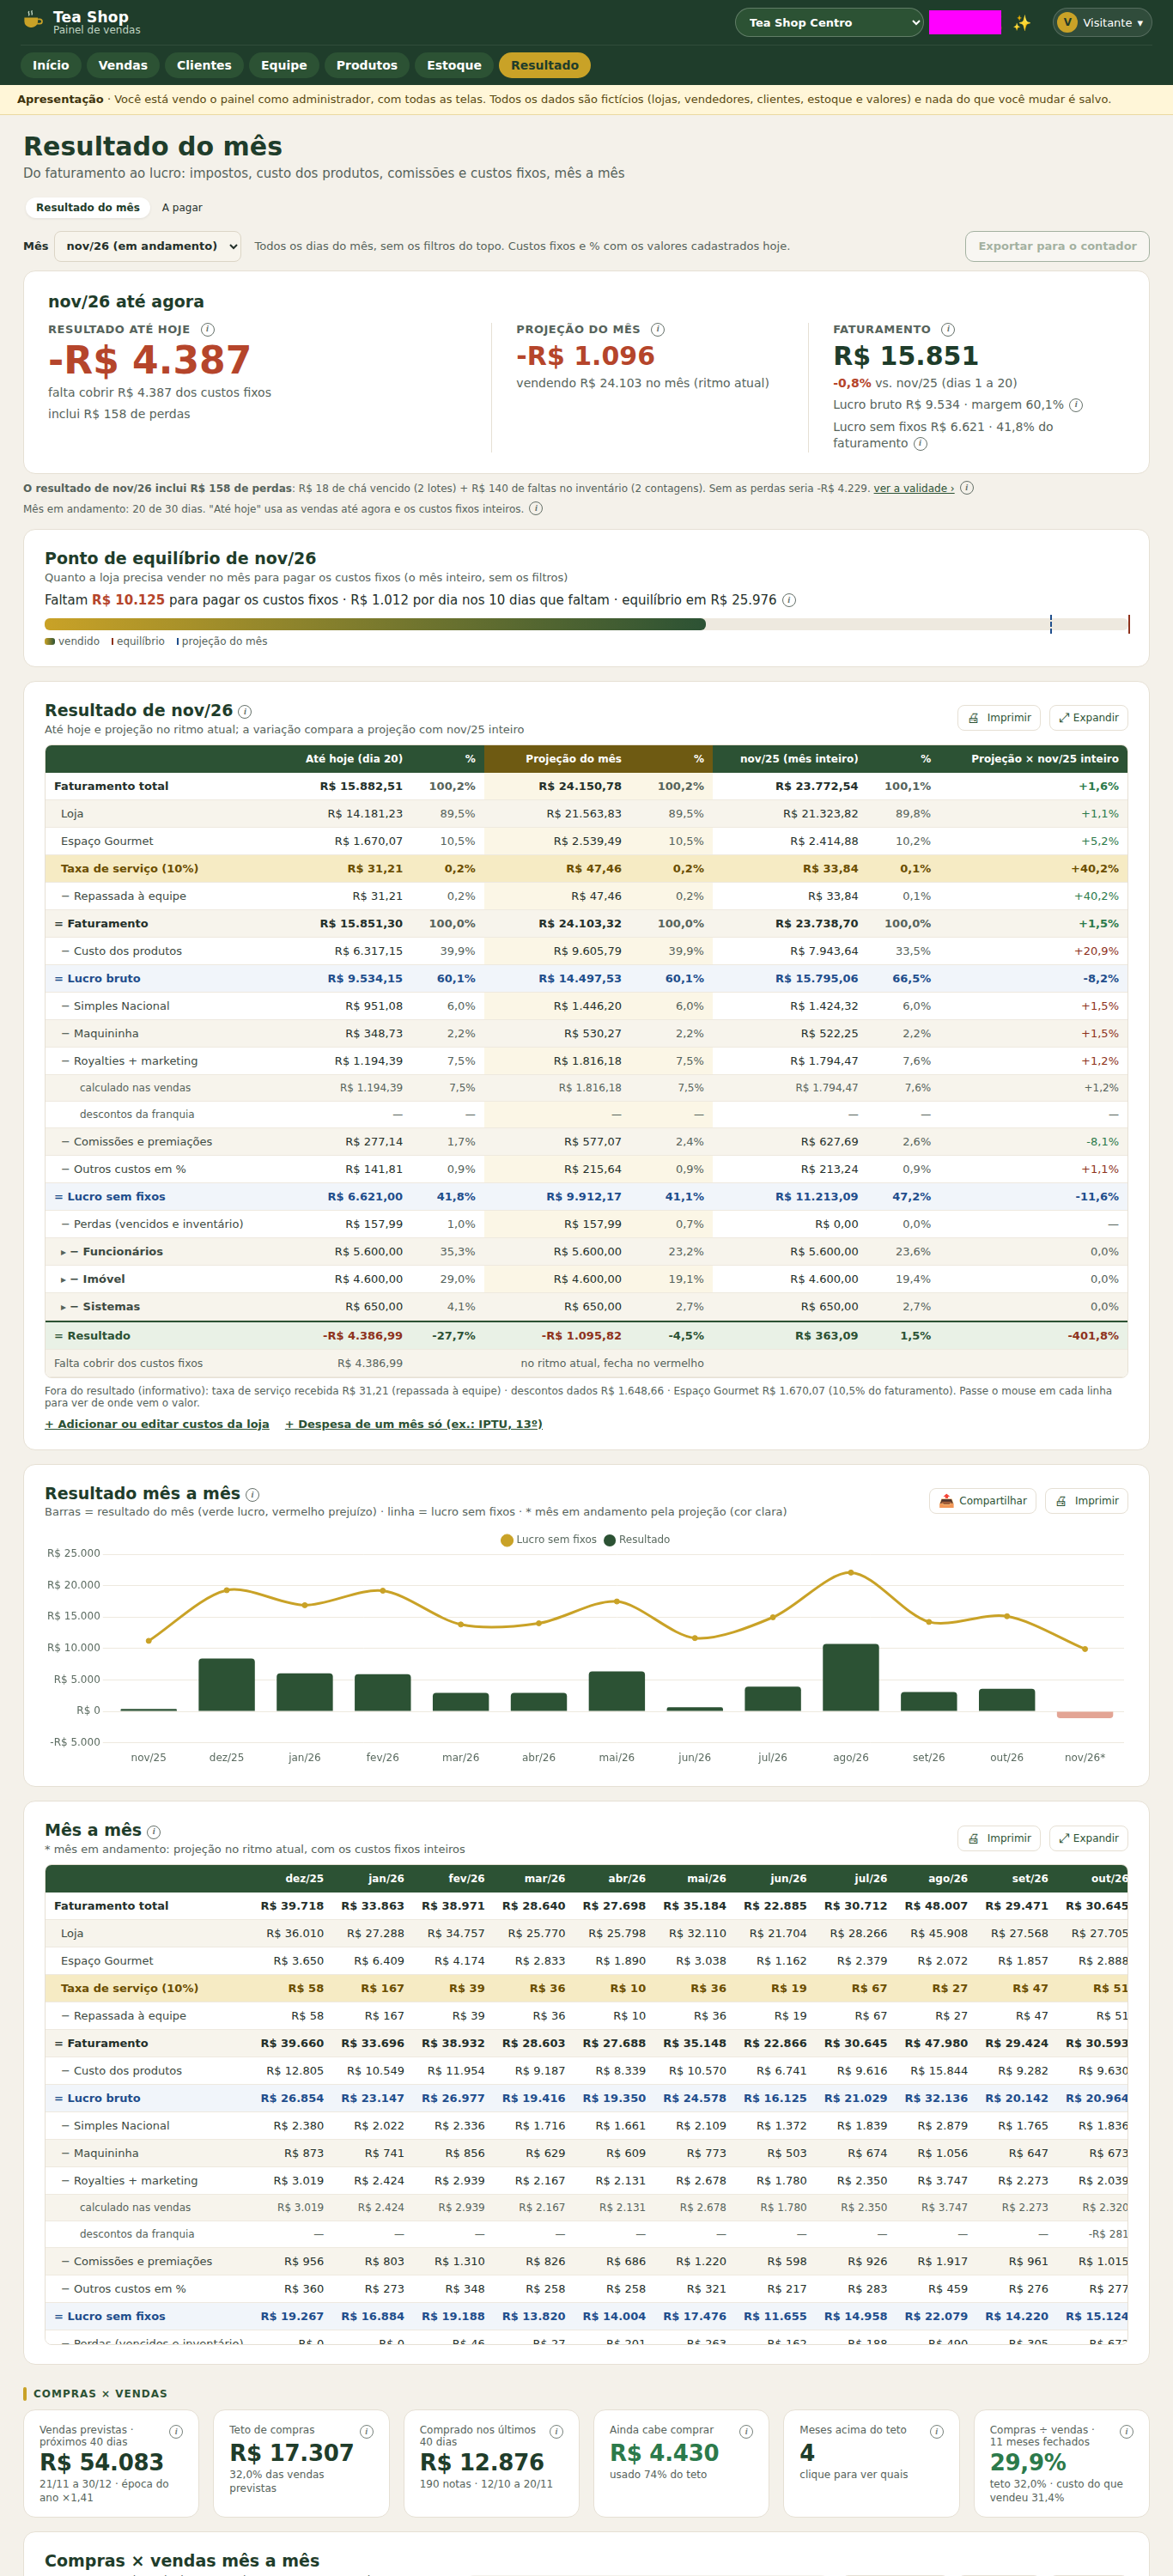 Tea Shop
Painel de vendas
Tea Shop Centro
V Visitante ▾
Início Vendas Clientes Equipe Produtos Estoque Resultado
Apresentação · Você está vendo o painel como administrador, com todas as telas. Todos os dados são fictícios (lojas, vendedores, clientes, estoque e valores) e nada do que você mudar é salvo.
Resultado do mês
Do faturamento ao lucro: impostos, custo dos produtos, comissões e custos fixos, mês a mês
Resultado do mês A pagar
Mês nov/26 (em andamento) Todos os dias do mês, sem os filtros do topo. Custos fixos e % com os valores cadastrados hoje. Exportar para o contador
nov/26 até agora
RESULTADO ATÉ HOJE i
-R$ 4.387
falta cobrir R$ 4.387 dos custos fixos
inclui R$ 158 de perdas
PROJEÇÃO DO MÊS i
-R$ 1.096
vendendo R$ 24.103 no mês (ritmo atual)
FATURAMENTO i
R$ 15.851
-0,8% vs. nov/25 (dias 1 a 20)
Lucro bruto R$ 9.534 · margem 60,1% i
Lucro sem fixos R$ 6.621 · 41,8% do
faturamento i
O resultado de nov/26 inclui R$ 158 de perdas: R$ 18 de chá vencido (2 lotes) + R$ 140 de faltas no inventário (2 contagens). Sem as perdas seria -R$ 4.229. ver a validade › i
Mês em andamento: 20 de 30 dias. "Até hoje" usa as vendas até agora e os custos fixos inteiros. i
Ponto de equilíbrio de nov/26
Quanto a loja precisa vender no mês para pagar os custos fixos (o mês inteiro, sem os filtros)
Faltam R$ 10.125 para pagar os custos fixos · R$ 1.012 por dia nos 10 dias que faltam · equilíbrio em R$ 25.976 i
vendido equilíbrio projeção do mês
Resultado de nov/26 i
Até hoje e projeção no ritmo atual; a variação compara a projeção com nov/25 inteiro
Imprimir Expandir
Até hoje (dia 20) % Projeção do mês % nov/25 (mês inteiro) % Projeção × nov/25 inteiro
Faturamento total R$ 15.882,51 100,2% R$ 24.150,78 100,2% R$ 23.772,54 100,1% +1,6%
Loja R$ 14.181,23 89,5% R$ 21.563,83 89,5% R$ 21.323,82 89,8% +1,1%
Espaço Gourmet R$ 1.670,07 10,5% R$ 2.539,49 10,5% R$ 2.414,88 10,2% +5,2%
Taxa de serviço (10%) R$ 31,21 0,2% R$ 47,46 0,2% R$ 33,84 0,1% +40,2%
− Repassada à equipe R$ 31,21 0,2% R$ 47,46 0,2% R$ 33,84 0,1% +40,2%
= Faturamento R$ 15.851,30 100,0% R$ 24.103,32 100,0% R$ 23.738,70 100,0% +1,5%
− Custo dos produtos R$ 6.317,15 39,9% R$ 9.605,79 39,9% R$ 7.943,64 33,5% +20,9%
= Lucro bruto R$ 9.534,15 60,1% R$ 14.497,53 60,1% R$ 15.795,06 66,5% -8,2%
− Simples Nacional R$ 951,08 6,0% R$ 1.446,20 6,0% R$ 1.424,32 6,0% +1,5%
− Maquininha R$ 348,73 2,2% R$ 530,27 2,2% R$ 522,25 2,2% +1,5%
− Royalties + marketing R$ 1.194,39 7,5% R$ 1.816,18 7,5% R$ 1.794,47 7,6% +1,2%
calculado nas vendas R$ 1.194,39 7,5% R$ 1.816,18 7,5% R$ 1.794,47 7,6% +1,2%
descontos da franquia — — — — — — —
− Comissões e premiações R$ 277,14 1,7% R$ 577,07 2,4% R$ 627,69 2,6% -8,1%
− Outros custos em % R$ 141,81 0,9% R$ 215,64 0,9% R$ 213,24 0,9% +1,1%
= Lucro sem fixos R$ 6.621,00 41,8% R$ 9.912,17 41,1% R$ 11.213,09 47,2% -11,6%
− Perdas (vencidos e inventário) R$ 157,99 1,0% R$ 157,99 0,7% R$ 0,00 0,0% —
▸ − Funcionários R$ 5.600,00 35,3% R$ 5.600,00 23,2% R$ 5.600,00 23,6% 0,0%
▸ − Imóvel R$ 4.600,00 29,0% R$ 4.600,00 19,1% R$ 4.600,00 19,4% 0,0%
▸ − Sistemas R$ 650,00 4,1% R$ 650,00 2,7% R$ 650,00 2,7% 0,0%
= Resultado -R$ 4.386,99 -27,7% -R$ 1.095,82 -4,5% R$ 363,09 1,5% -401,8%
Falta cobrir dos custos fixos R$ 4.386,99 no ritmo atual, fecha no vermelho
Fora do resultado (informativo): taxa de serviço recebida R$ 31,21 (repassada à equipe) · descontos dados R$ 1.648,66 · Espaço Gourmet R$ 1.670,07 (10,5% do faturamento). Passe o mouse em cada linha
para ver de onde vem o valor.
+ Adicionar ou editar custos da loja + Despesa de um mês só (ex.: IPTU, 13º)
Resultado mês a mês i
Barras = resultado do mês (verde lucro, vermelho prejuízo) · linha = lucro sem fixos · * mês em andamento pela projeção (cor clara)
Compartilhar Imprimir
Lucro sem fixos Resultado
R$ 25.000
R$ 20.000
R$ 15.000
R$ 10.000
R$ 5.000
R$ 0
-R$ 5.000
nov/25 dez/25 jan/26 fev/26 mar/26 abr/26 mai/26 jun/26 jul/26 ago/26 set/26 out/26 nov/26*
Mês a mês i
* mês em andamento: projeção no ritmo atual, com os custos fixos inteiros
Imprimir Expandir
dez/25 jan/26 fev/26 mar/26 abr/26 mai/26 jun/26 jul/26 ago/26 set/26 out/26
Faturamento total R$ 39.718 R$ 33.863 R$ 38.971 R$ 28.640 R$ 27.698 R$ 35.184 R$ 22.885 R$ 30.712 R$ 48.007 R$ 29.471 R$ 30.645
Loja R$ 36.010 R$ 27.288 R$ 34.757 R$ 25.770 R$ 25.798 R$ 32.110 R$ 21.704 R$ 28.266 R$ 45.908 R$ 27.568 R$ 27.705
Espaço Gourmet R$ 3.650 R$ 6.409 R$ 4.174 R$ 2.833 R$ 1.890 R$ 3.038 R$ 1.162 R$ 2.379 R$ 2.072 R$ 1.857 R$ 2.888
Taxa de serviço (10%) R$ 58 R$ 167 R$ 39 R$ 36 R$ 10 R$ 36 R$ 19 R$ 67 R$ 27 R$ 47 R$ 51
− Repassada à equipe R$ 58 R$ 167 R$ 39 R$ 36 R$ 10 R$ 36 R$ 19 R$ 67 R$ 27 R$ 47 R$ 51
= Faturamento R$ 39.660 R$ 33.696 R$ 38.932 R$ 28.603 R$ 27.688 R$ 35.148 R$ 22.866 R$ 30.645 R$ 47.980 R$ 29.424 R$ 30.593
− Custo dos produtos R$ 12.805 R$ 10.549 R$ 11.954 R$ 9.187 R$ 8.339 R$ 10.570 R$ 6.741 R$ 9.616 R$ 15.844 R$ 9.282 R$ 9.630
= Lucro bruto R$ 26.854 R$ 23.147 R$ 26.977 R$ 19.416 R$ 19.350 R$ 24.578 R$ 16.125 R$ 21.029 R$ 32.136 R$ 20.142 R$ 20.964
− Simples Nacional R$ 2.380 R$ 2.022 R$ 2.336 R$ 1.716 R$ 1.661 R$ 2.109 R$ 1.372 R$ 1.839 R$ 2.879 R$ 1.765 R$ 1.836
− Maquininha R$ 873 R$ 741 R$ 856 R$ 629 R$ 609 R$ 773 R$ 503 R$ 674 R$ 1.056 R$ 647 R$ 673
− Royalties + marketing R$ 3.019 R$ 2.424 R$ 2.939 R$ 2.167 R$ 2.131 R$ 2.678 R$ 1.780 R$ 2.350 R$ 3.747 R$ 2.273 R$ 2.039
calculado nas vendas R$ 3.019 R$ 2.424 R$ 2.939 R$ 2.167 R$ 2.131 R$ 2.678 R$ 1.780 R$ 2.350 R$ 3.747 R$ 2.273 R$ 2.320
descontos da franquia — — — — — — — — — — -R$ 281
− Comissões e premiações R$ 956 R$ 803 R$ 1.310 R$ 826 R$ 686 R$ 1.220 R$ 598 R$ 926 R$ 1.917 R$ 961 R$ 1.015
− Outros custos em % R$ 360 R$ 273 R$ 348 R$ 258 R$ 258 R$ 321 R$ 217 R$ 283 R$ 459 R$ 276 R$ 277
= Lucro sem fixos R$ 19.267 R$ 16.884 R$ 19.188 R$ 13.820 R$ 14.004 R$ 17.476 R$ 11.655 R$ 14.958 R$ 22.079 R$ 14.220 R$ 15.124
− Perdas (vencidos e inventário) R$ 0 R$ 0 R$ 46 R$ 27 R$ 201 R$ 263 R$ 162 R$ 188 R$ 490 R$ 305 R$ 672
COMPRAS × VENDAS
Vendas previstas ·
próximos 40 dias i
R$ 54.083
21/11 a 30/12 · época do
ano ×1,41
Teto de compras i
R$ 17.307
32,0% das vendas
previstas
Comprado nos últimos
40 dias i
R$ 12.876
190 notas · 12/10 a 20/11
Ainda cabe comprar i
R$ 4.430
usado 74% do teto
Meses acima do teto i
4
clique para ver quais
Compras ÷ vendas ·
11 meses fechados i
29,9%
teto 32,0% · custo do que
vendeu 31,4%
Compras × vendas mês a mês